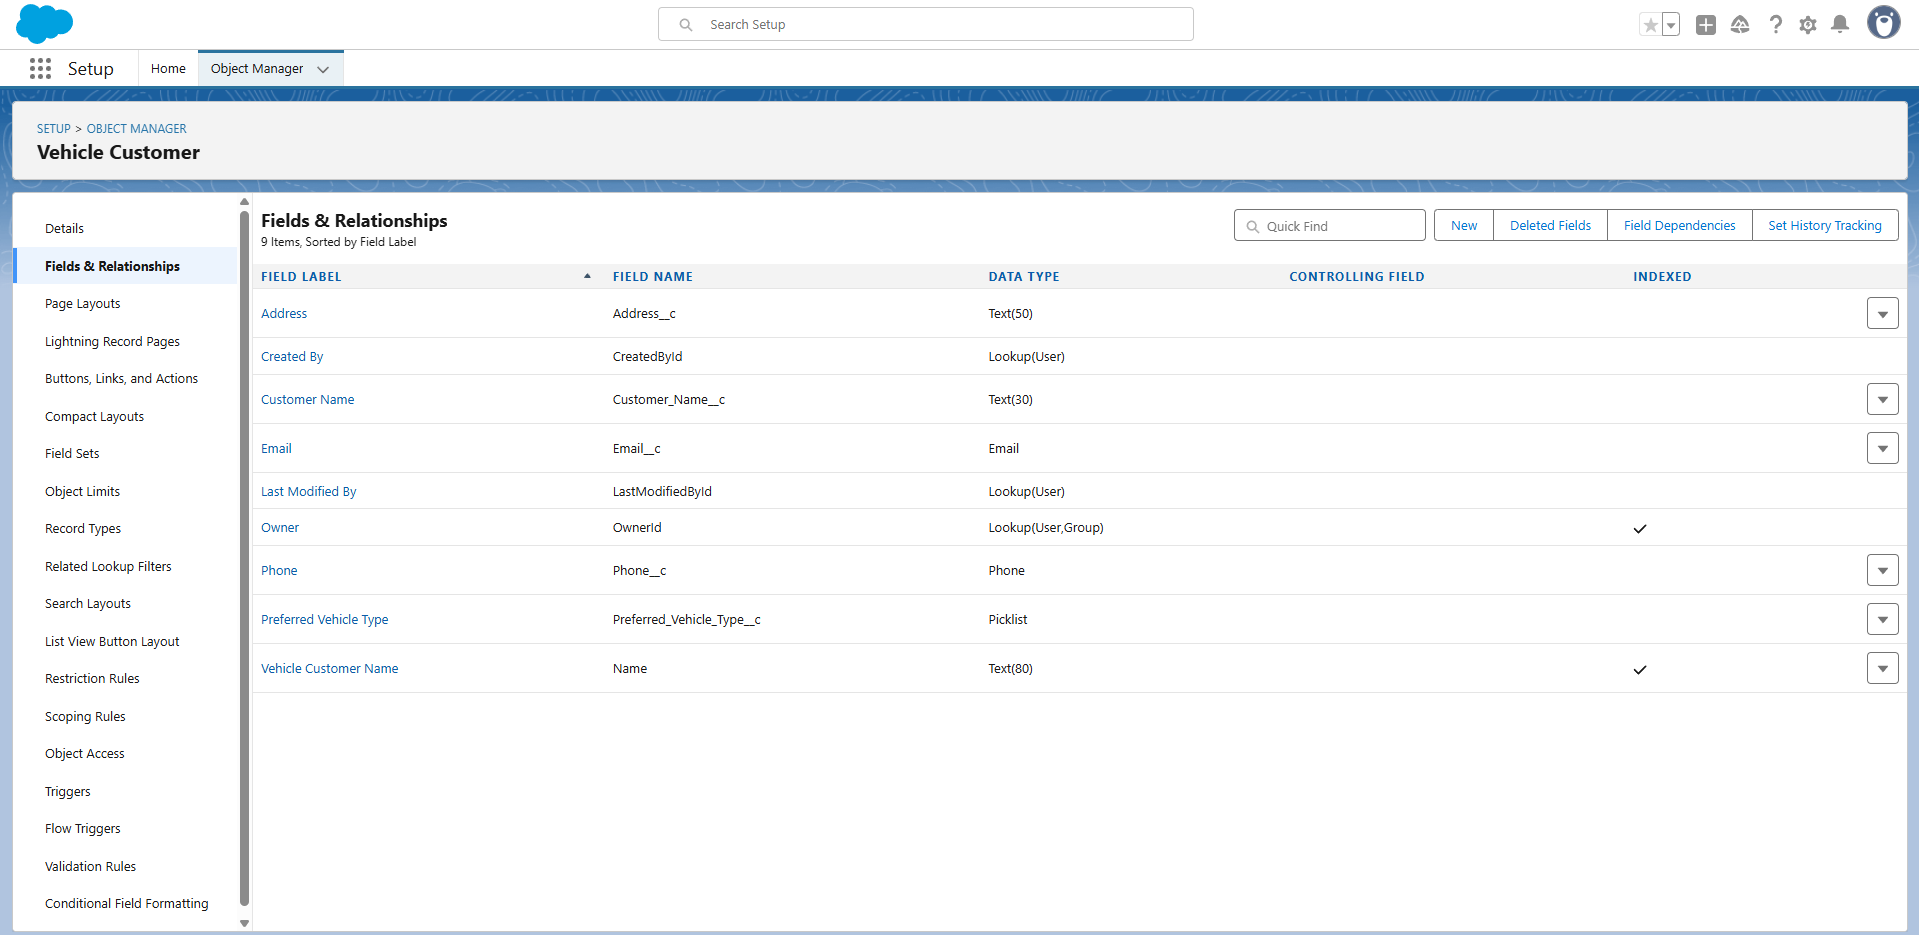 Search Setup
Setup
Home
Object Manager
SETUP > OBJECT MANAGER
Vehicle Customer
Details
Fields & Relationships
Page Layouts
Lightning Record Pages
Buttons, Links, and Actions
Compact Layouts
Field Sets
Object Limits
Record Types
Related Lookup Filters
Search Layouts
List View Button Layout
Restriction Rules
Scoping Rules
Object Access
Triggers
Flow Triggers
Validation Rules
Conditional Field Formatting
Fields & Relationships
9 Items, Sorted by Field Label
Quick Find
New
Deleted Fields
Field Dependencies
Set History Tracking
FIELD LABEL FIELD NAME DATA TYPE CONTROLLING FIELD INDEXED
Address Address__c Text(50)
Created By CreatedById Lookup(User)
Customer Name Customer_Name__c Text(30)
Email Email__c Email
Last Modified By LastModifiedById Lookup(User)
Owner OwnerId Lookup(User,Group)
Phone Phone__c Phone
Preferred Vehicle Type Preferred_Vehicle_Type__c Picklist
Vehicle Customer Name Name Text(80)